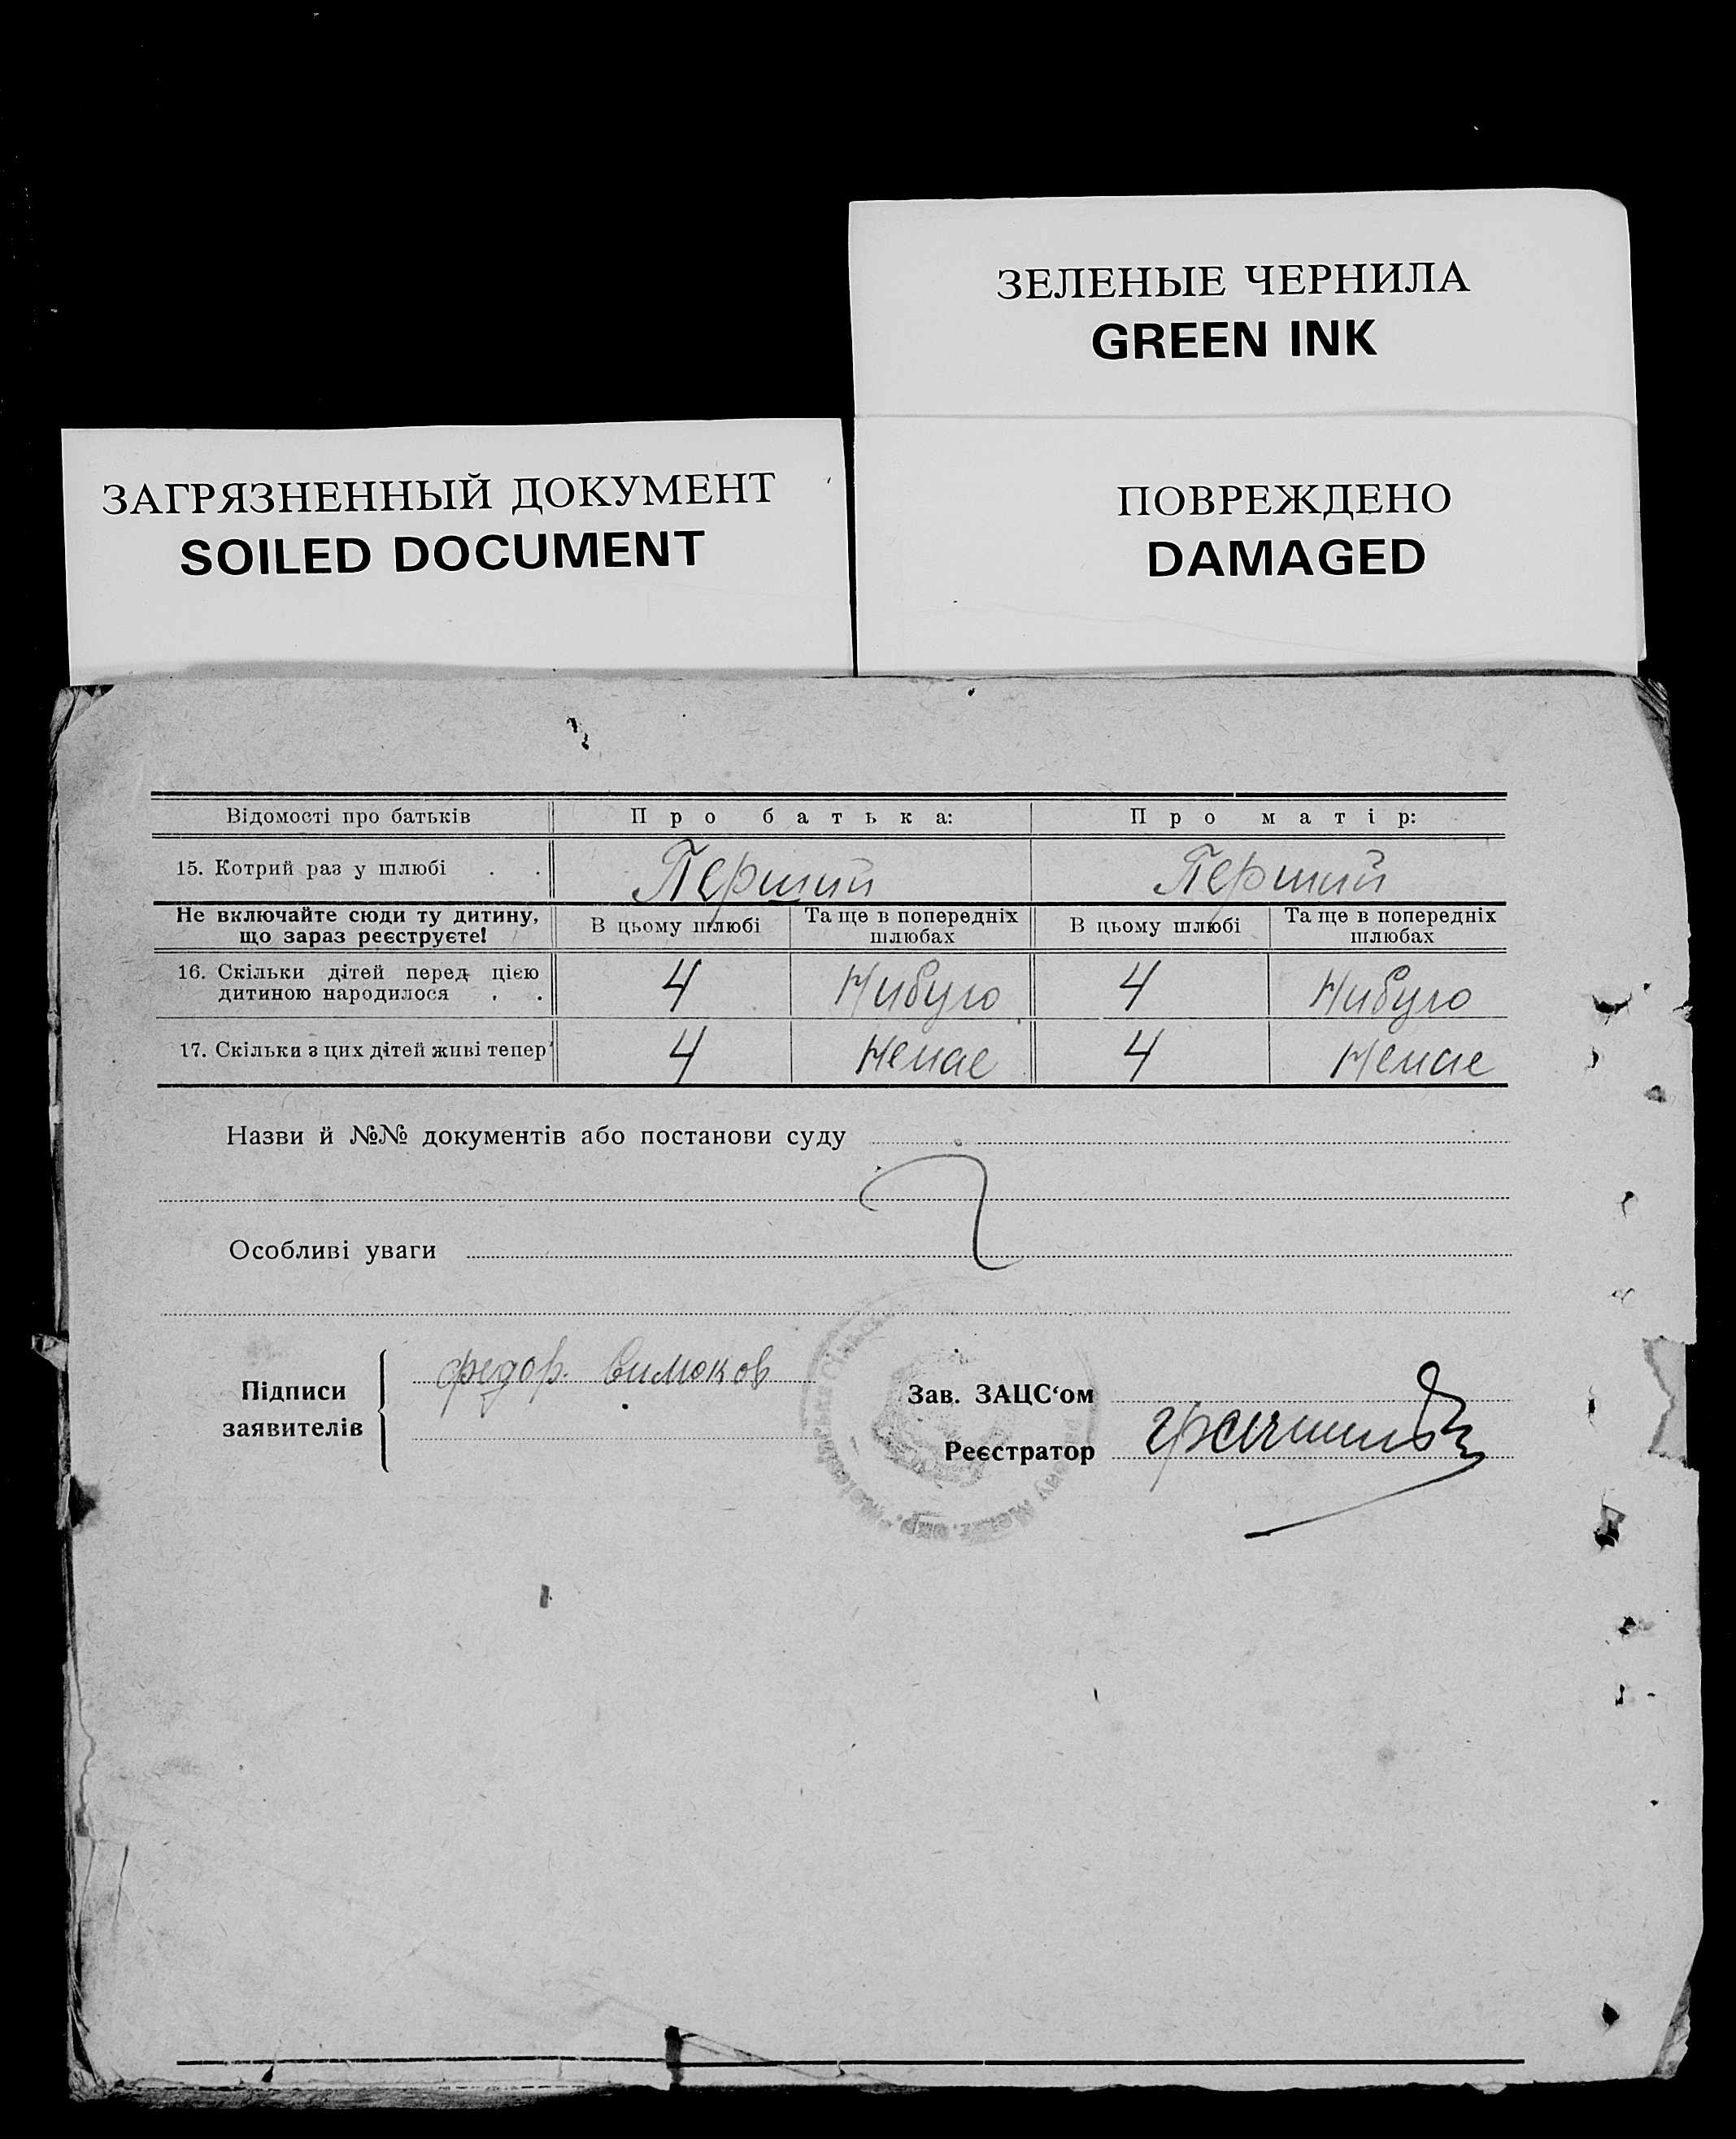 ЗЕЛЕНЫЕ ЧЕРНИЛА
GREEN INK
ЗАГРЯЗНЕННЫЙ ДОКУМЕНТ
SOILED DOCUMENT
ПОВРЕЖДЕНО
DAMAGED
Відомості про батьків Про батька: Про матір:
15. Котрий раз у шлюбі . . Перший Перший
Не включайте сюди ту дитину, що зараз реєструєте! В цьому шлюбі Та ще в попередніх шлюбах В цьому шлюбі Та ще в попередніх шлюбах
16. Скільки дітей перед цією дитиною народилося . . 4 Нибуло 4 Нибуло
17. Скільки з цих дітей живі тепер 4 Немає 4 Немає
Назви й №№ документів або постанови суду
Особливі уваги
Підписи заявителів федор.
Зав. ЗАЦС‘ом
Реєстратор